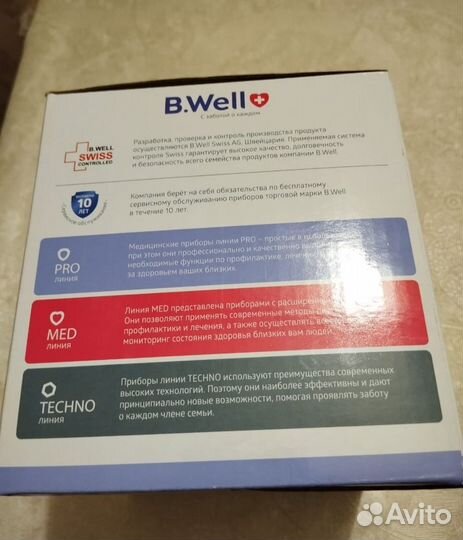 B.Well
С заботой о каждом
B.WELL
SWISS
CONTROLLED
Разработка, проверка и контроль производства продукта
осуществляются B.Well Swiss AG, Швейцария. Применяемая система
контроля Swiss гарантирует высокое качество, долговечность
и безопасность всего семейства продуктов компании B.Well.
10
ЛЕТ
Компания берёт на себя обязательства по бесплатному
сервисному обслуживанию приборов торговой марки B.Well
в течение 10 лет.
PRO
ЛИНИЯ
Медицинские приборы линии PRO – простые в
при этом они профессионально и качественно
необходимые функции по профилактике,
за здоровьем ваших близких.
MED
ЛИНИЯ
Линия MED представлена приборами с
Они позволяют применять современные методы
профилактики и лечения, а также осуществлять
мониторинг состояния здоровья близких вам людей.
TECHNO
ЛИНИЯ
Приборы линии TECHNO используют преимущества современных
высоких технологий. Поэтому они наиболее эффективны и дают
принципиально новые возможности, помогая проявлять заботу
о каждом члене семьи.
Avito